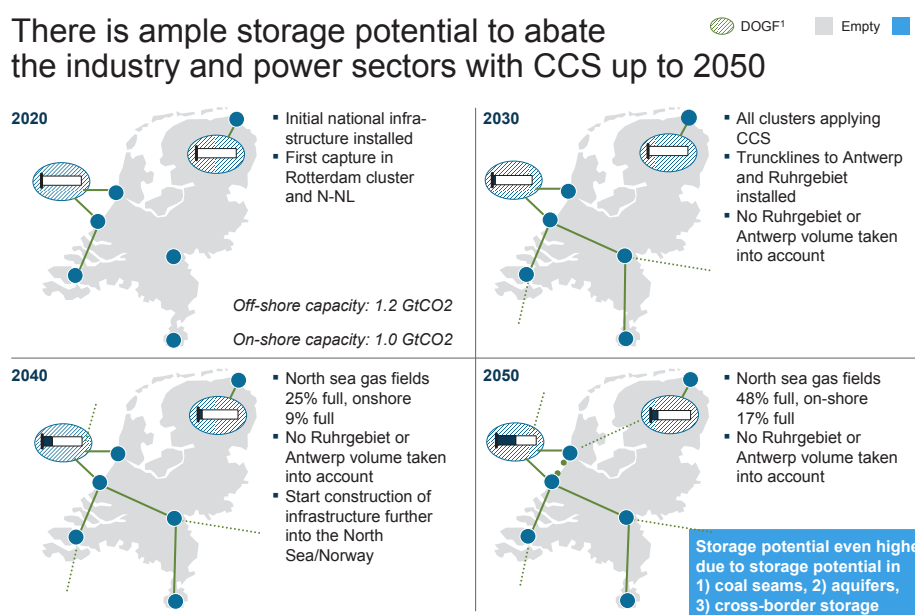 There is ample storage potential to abate
the industry and power sectors with CCS up to 2050
DOGF¹
Empty
2020
▪ Initial national infra-
structure installed
▪ First capture in
Rotterdam cluster
and N-NL
Off-shore capacity: 1.2 GtCO2
On-shore capacity: 1.0 GtCO2
2030
▪ All clusters applying
CCS
▪ Truncklines to Antwerp
and Ruhrgebiet
installed
▪ No Ruhrgebiet or
Antwerp volume taken
into account
2040
▪ North sea gas fields
25% full, onshore
9% full
▪ No Ruhrgebiet or
Antwerp volume taken
into account
▪ Start construction of
infrastructure further
into the North
Sea/Norway
2050
▪ North sea gas fields
48% full, on-shore
17% full
▪ No Ruhrgebiet or
Antwerp volume taken
into account
Storage potential even highe
due to storage potential in
1) coal seams, 2) aquifers,
3) cross-border storage